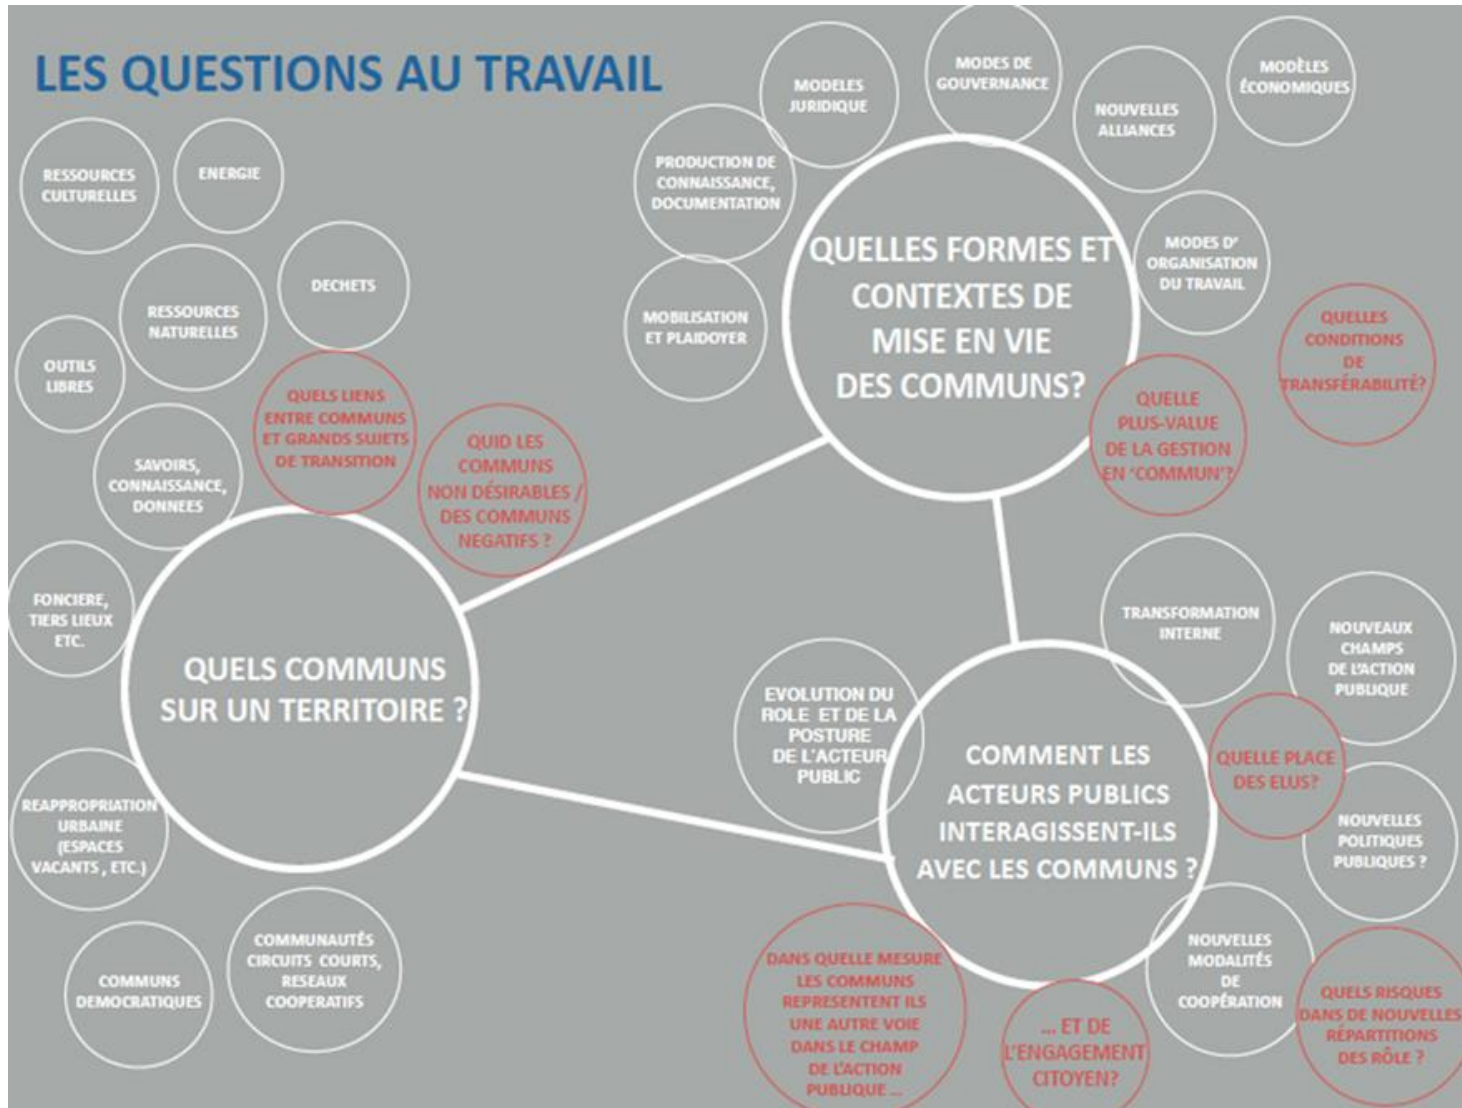 LES QUESTIONS AU TRAVAIL
RESSOURCES
CULTURELLES
ENERGIE
DECHETS
RESSOURCES
NATURELLES
OUTILS
LIBRES
QUELS LIENS
ENTRE COMMUNS
ET GRANDS SUJETS
DE TRANSITION
QUID LES
COMMUNS
NON DÉSIRABLES /
DES COMMUNS
NEGATIFS ?
SAVOIRS,
CONNAISSANCE,
DONNEES
FONCIERE,
TIERS LIEUX
ETC.
QUELS COMMUNS
SUR UN TERRITOIRE ?
REAPPROPRIATION
URBAINE
(ESPACES
VACANTS , ETC.)
COMMUNS
DEMOCRATIQUES
COMMUNAUTÉS
CIRCUITS COURTS,
RESEAUX
COOPERATIFS
MODELES
JURIDIQUE
MODES DE
GOUVERNANCE
NOUVELLES
ALLIANCES
MODÈLES
ÉCONOMIQUES
PRODUCTION DE
CONNAISSANCE,
DOCUMENTATION
MOBILISATION
ET PLAIDOYER
QUELLES FORMES ET
CONTEXTES DE
MISE EN VIE
DES COMMUNS?
MODES D'
ORGANISATION
DU TRAVAIL
QUELLES
CONDITIONS
DE
TRANSFÉRABILITÉ?
QUELLE
PLUS-VALUE
DE LA GESTION
EN ‘COMMUN’?
TRANSFORMATION
INTERNE
NOUVEAUX
CHAMPS
DE L'ACTION
PUBLIQUE
EVOLUTION DU
ROLE ET DE LA
POSTURE
DE L'ACTEUR
PUBLIC
COMMENT LES
ACTEURS PUBLICS
INTERAGISSENT-ILS
AVEC LES COMMUNS ?
QUELLE PLACE
DES ELUS?
NOUVELLES
POLITIQUES
PUBLIQUES ?
NOUVELLES
MODALITÉS
DE
COOPÉRATION
DANS QUELLE MESURE
LES COMMUNS
REPRESENTENT ILS
UNE AUTRE VOIE
DANS LE CHAMP
DE L'ACTION
PUBLIQUE ...
... ET DE
L'ENGAGEMENT
CITOYEN?
QUELS RISQUES
DANS DE NOUVELLES
RÉPARTITIONS
DES RÔLE ?